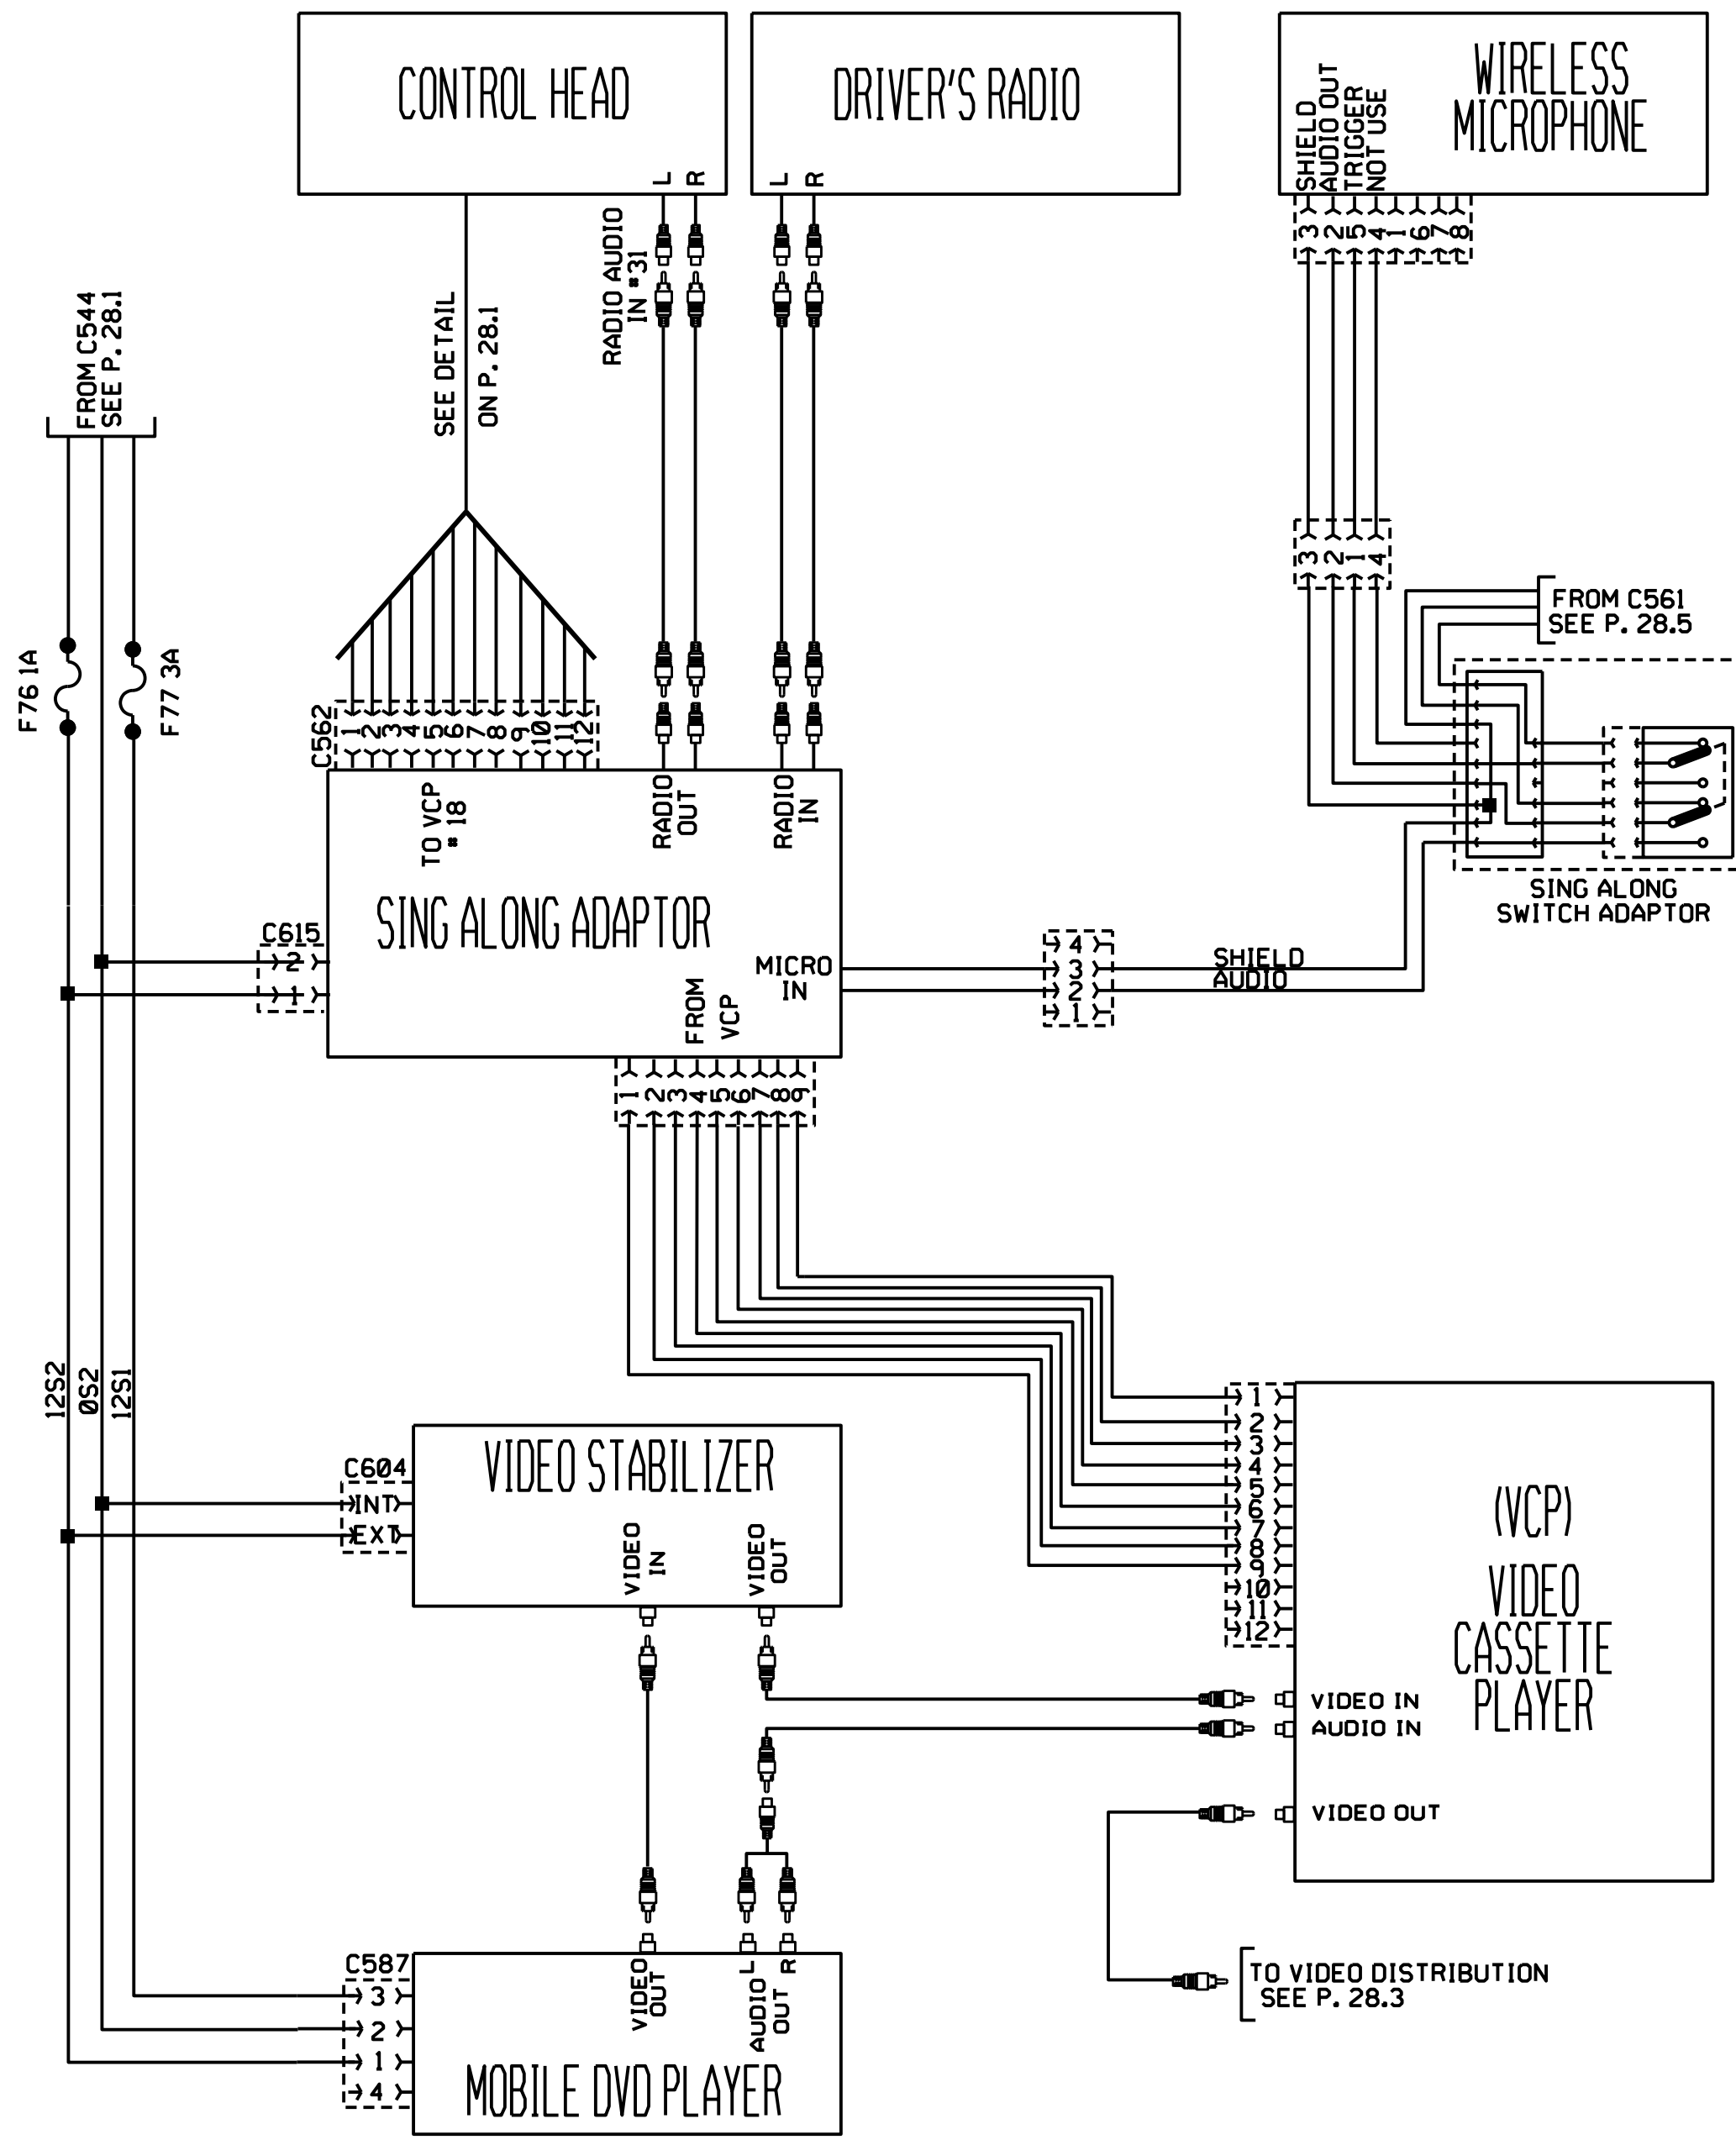 CONTROL HEAD
L
R
DRIVER'S RADIO
L
R
WIRELESS
MICROPHONE
SHIELD
AUDIO OUT
TRIGGER
NOT USE
3 2 5 4 1 6 7 8
RADIO AUDIO
IN #31
SEE DETAIL
ON P. 28.1
FROM C544
SEE P. 28.1
3 2 1 4
FROM C561
SEE P. 28.5
F76 1A
F77 3A
C562
1 2 3 4 5 6 7 8 9 10 11 12
TO VCP
# 18
RADIO
OUT
RADIO
IN
SING ALONG ADAPTOR
SING ALONG
SWITCH ADAPTOR
C615
2
1
MICRO
IN
FROM
VCP
4
3
2
1
SHIELD
AUDIO
1 2 3 4 5 6 7 8 9
12S2
0S2
12S1
VIDEO STABILIZER
C604
INT
EXT
VIDEO
IN
VIDEO
OUT
1
2
3
4
5
6
7
8
9
10
11
12
(VCP)
VIDEO
CASSETTE
PLAYER
VIDEO IN
AUDIO IN
VIDEO OUT
TO VIDEO DISTRIBUTION
SEE P. 28.3
C587
3
2
1
4
VIDEO
OUT
L
R
AUDIO
OUT
MOBILE DVD PLAYER